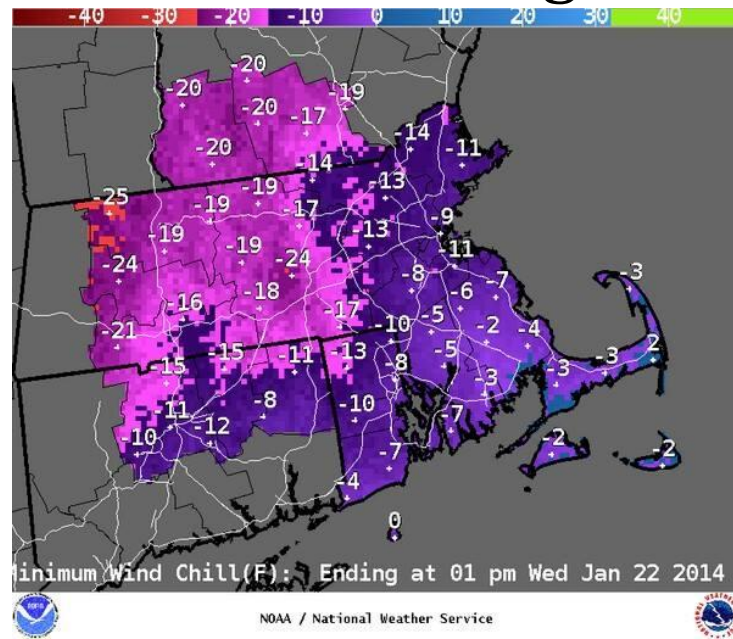 -40 -30 -20 -10 0 10 20 30 40
-20
-20 -19
-20 -17
-20 -14 -11
-14
-25 -19 -13
-19 -17 -9
-19 -19 -13 -11
-24 -24 -8 -7 -3
-16 -18 -6
-17 -5
-21 -10 -2 -4 2
-15 -15 -11 -13 -8 -5 -3 -3
-3
-11 -8 -10 -7
-10 -12 -2 -2
-7
-4
0
inimum Wind Chill(F): Ending at 01 pm Wed Jan 22 2014
NOAA / National Weather Service